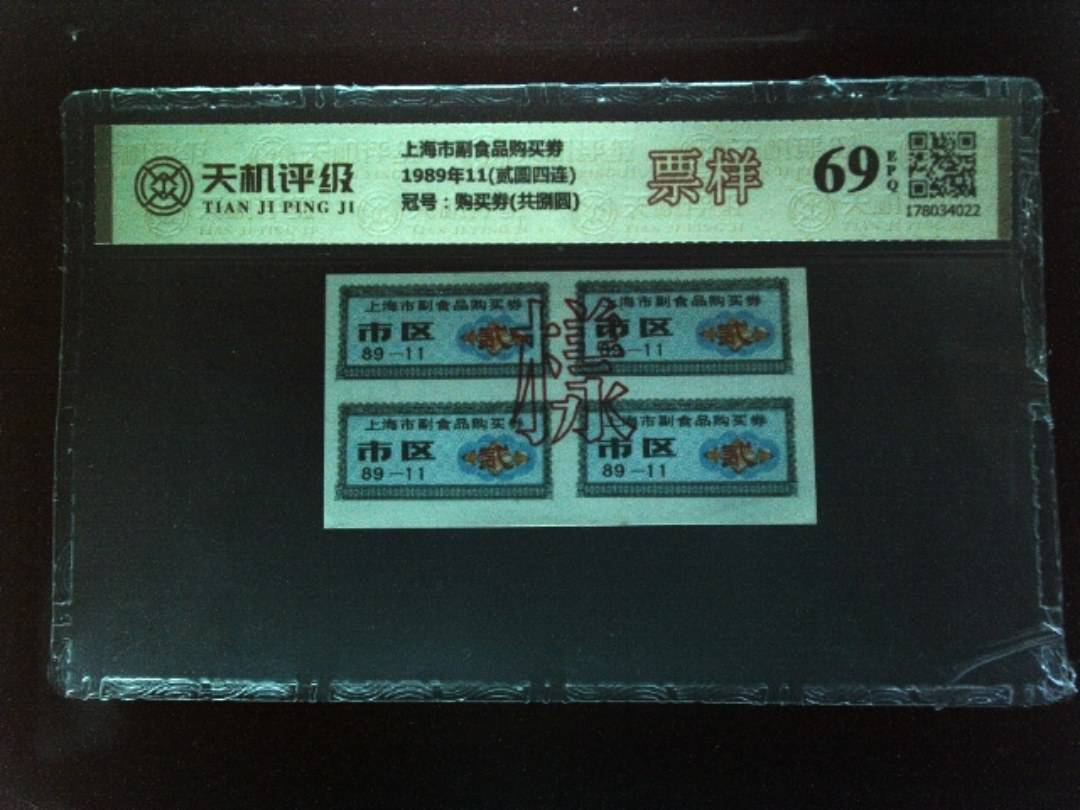 天机评级
TIAN JI PING JI
上海市副食品购买券
1989年11(贰圆四连)
冠号：购买券(共捌圆)
票样
69
EPQ
178034022
上海市副食品购买券
市区
贰
89-11
上海市副食品购买券
市区
贰
89-11
樣
上海市副食品购买券
市区
贰
89-11
上海市副食品购买券
市区
贰
89-11